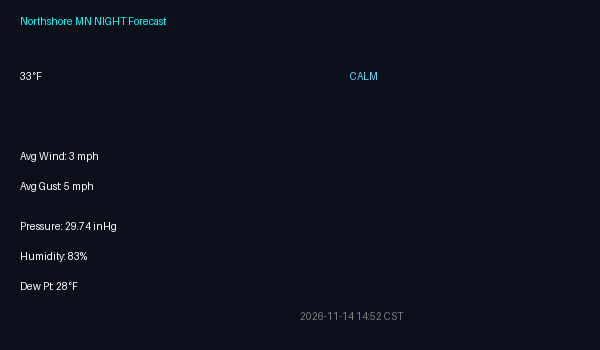 Northshore MN NIGHT Forecast
33°F
CALM
Avg Wind: 3 mph
Avg Gust: 5 mph
Pressure: 29.74 inHg
Humidity: 83%
Dew Pt: 28°F
2026-11-14 14:52 CST